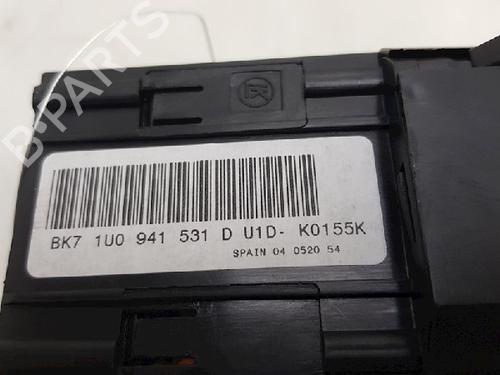 B-PARTS
BK7 1U0 941 531 D U1D- K0155K
SPAIN 04 0520 54